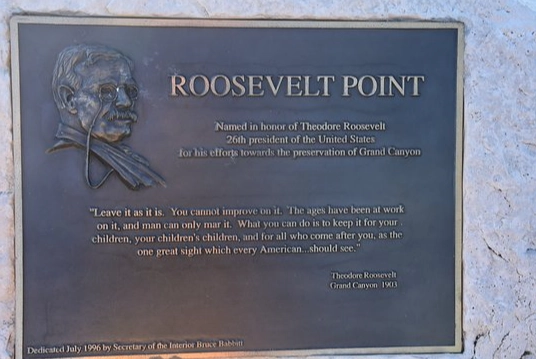 ROOSEVELT POINT
Named in honor of Theodore Roosevelt
26th president of the United States
for his efforts towards the preservation of Grand Canyon
"Leave it as it is. You cannot improve on it. The ages have been at work
on it, and man can only mar it. What you can do is to keep it for your
children, your children's children, and for all who come after you, as the
one great sight which every American...should see."
Theodore Roosevelt
Grand Canyon 1903
Dedicated July 1996 by Secretary of the Interior Bruce Babbitt